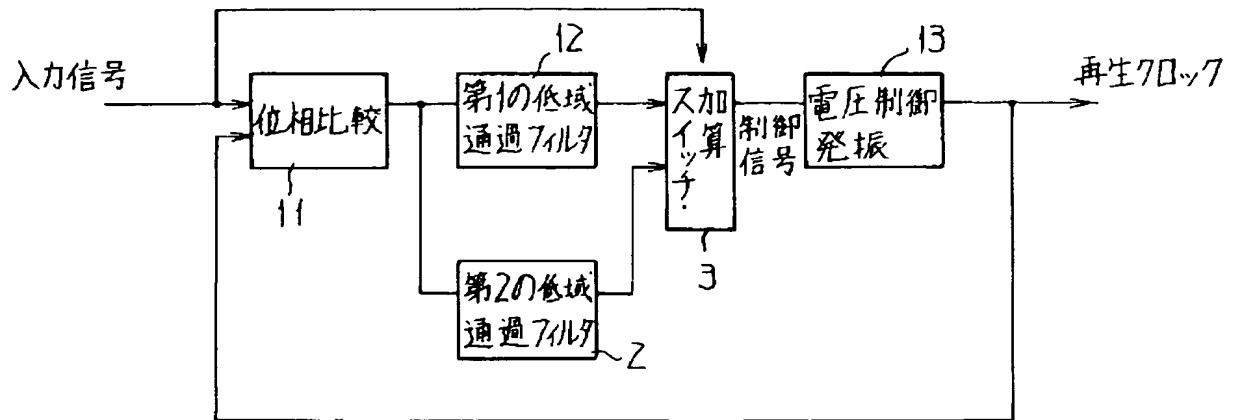 12
13
入力信号
再生クロック
位相比較
第1の低域
通過フィルタ
スイッチ・
加算
制御
信号
電圧制御
発振
11
3
第2の低域
通過フィルタ
2